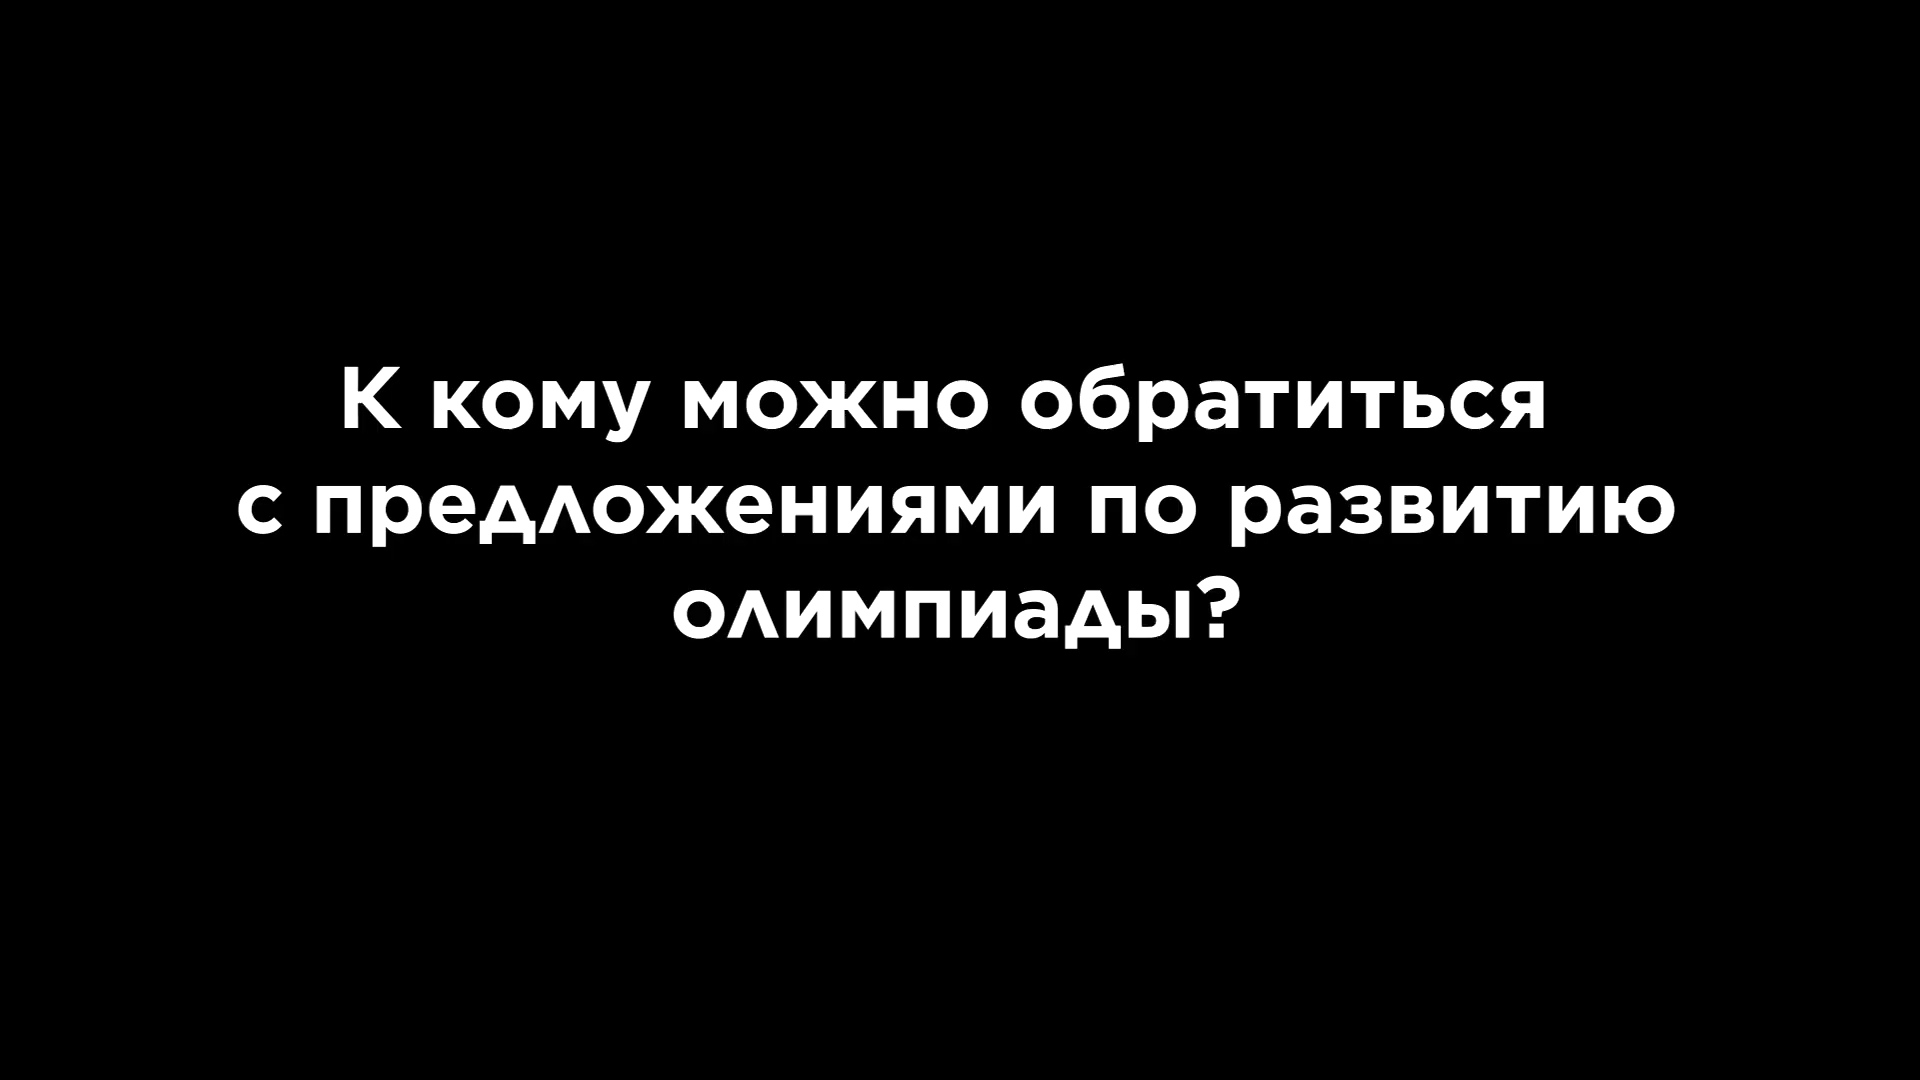 К кому можно обратиться
с предложениями по развитию
олимпиады?